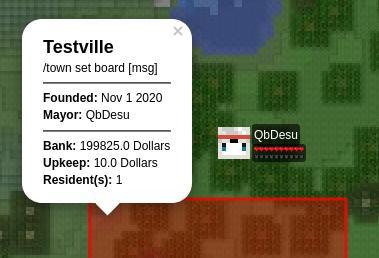 Testville
/town set board [msg]
Founded: Nov 1 2020
Mayor: QbDesu
Bank: 199825.0 Dollars
Upkeep: 10.0 Dollars
Resident(s): 1
QbDesu